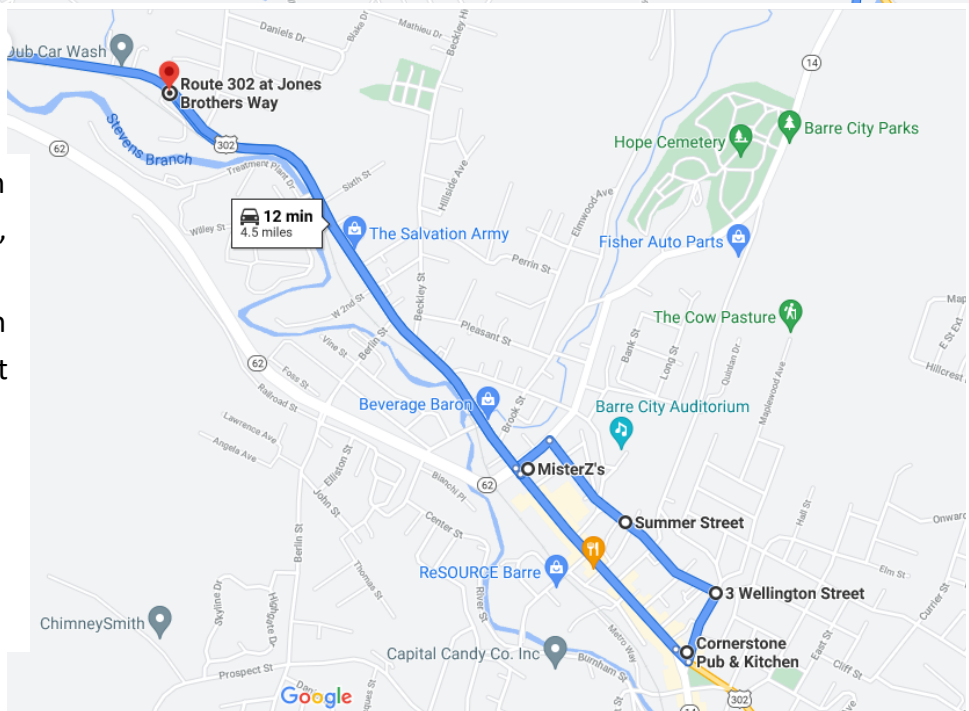 Daniels Dr
Blake Dr
Mathieu Dr
Beckley Hi
Dub Car Wash
14
Route 302 at Jones
Brothers Way
Hope Cemetery
Barre City Parks
62
Stevens Branch
302
Treatment Plant Dr
Sixth St
Hillside Ave
n
12 min
4.5 miles
Willey St
The Salvation Army
Elmwood Ave
Fisher Auto Parts
,
Perrin St
Beckley St
W 2nd St
The Cow Pasture
Map
E St Ext
n
t
Pleasant St
Bank St
Long St
Quinlan Dr
Maplewood Ave
Hillcrest
Vine St
Berlin St
62
Foss St
Railroad St
Beverage Baron
Brook St
Barre City Auditorium
Lawrence Ave
Angela Ave
Elliston St
MisterZ's
Bianchi Pl
62
John St
Center St
Summer Street
Hall St
Onward
Berlin St
Thomas St
ReSOURCE Barre
River St
Elm St
3 Wellington Street
Currier St
Skyline Dr
Highgate Dr
ChimneySmith
Metro Way
Cornerstone
Pub & Kitchen
East St
Cliff St
Capital Candy Co. Inc
Burnham St
Prospect St
Google
302
14